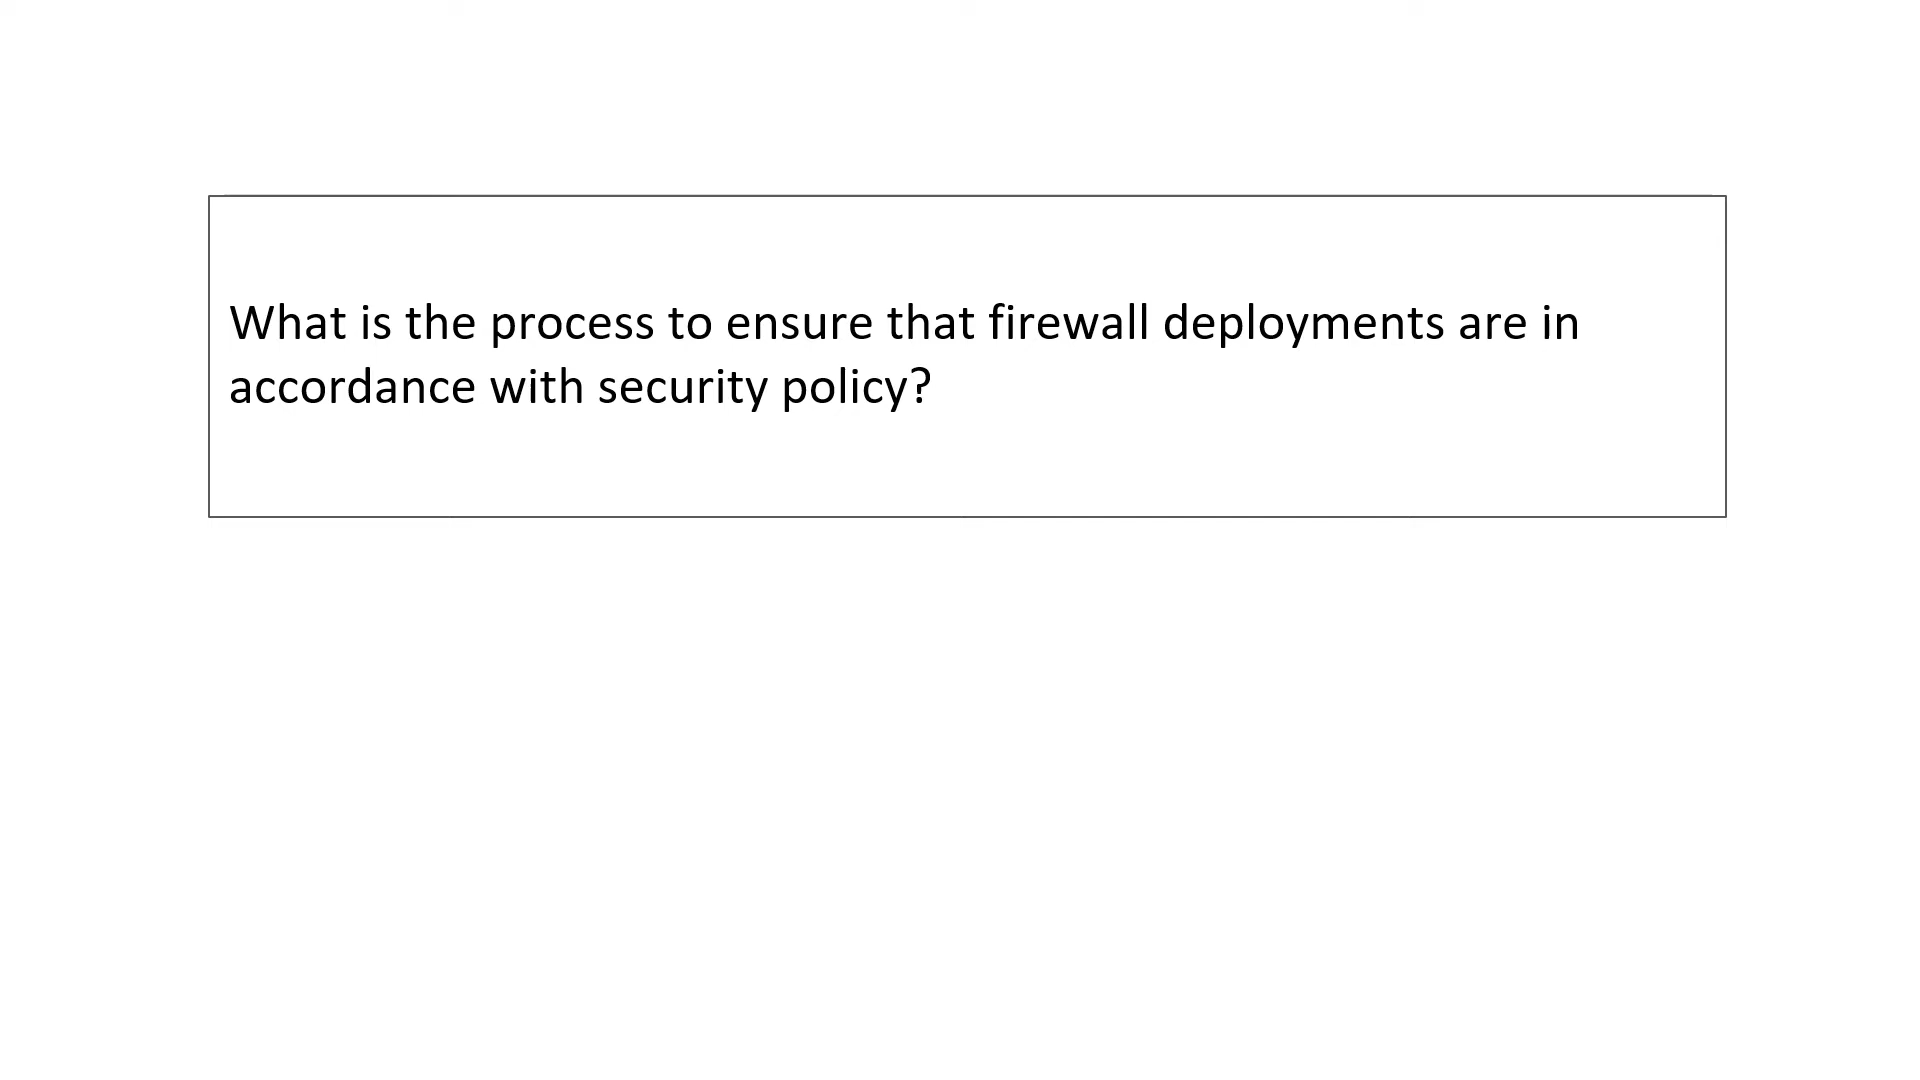 What is the process to ensure that firewall deployments are in
accordance with security policy?